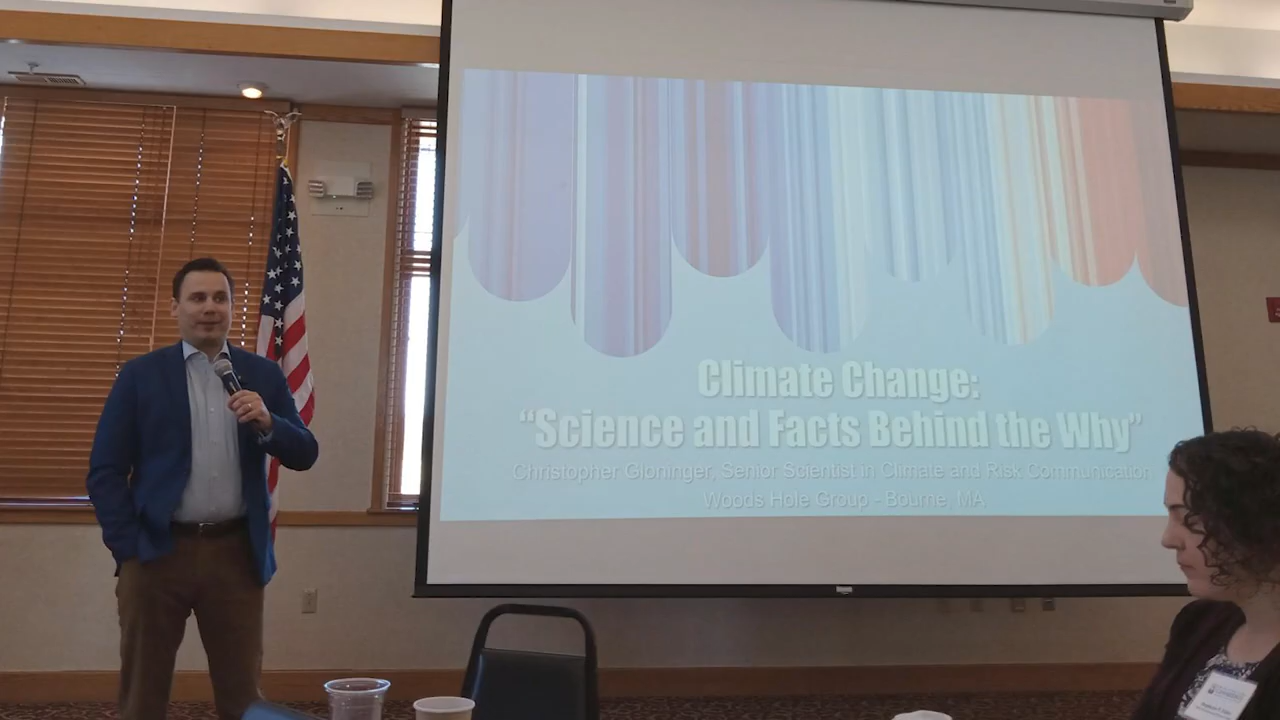 Climate Change:
“Science and Facts Behind the Why”
Christopher Gloninger, Senior Scientist in Climate and Risk Communication
Woods Hole Group - Bourne, MA